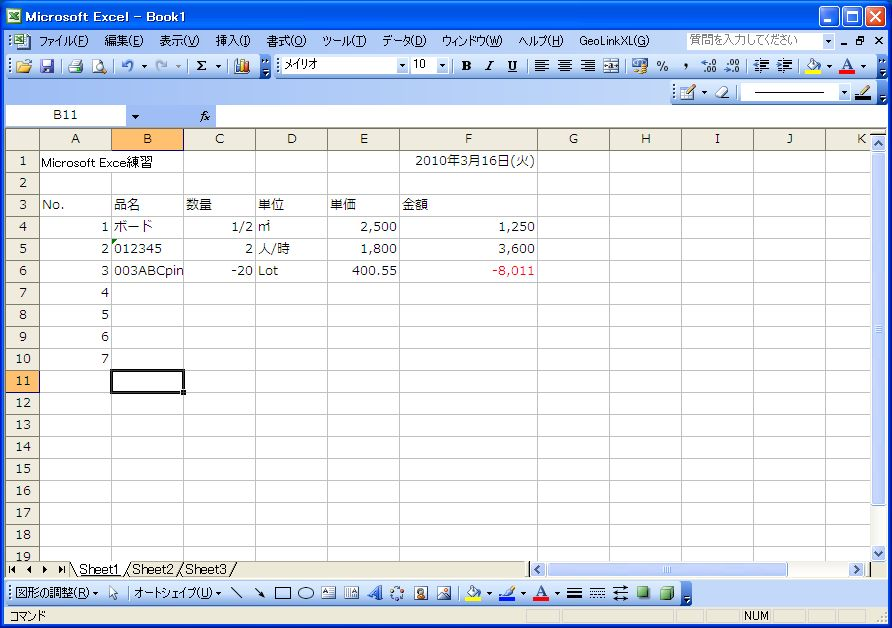 Microsoft Excel - Book1
ファイル(F) 編集(E) 表示(V) 挿入(I) 書式(O) ツール(T) データ(D) ウィンドウ(W) ヘルプ(H) GeoLinkXL(G) 質問を入力してください
メイリオ 10 B I U
B11 fx
A B C D E F G H I J K
1 Microsoft Exce練習 2010年3月16日(火)
2
3 No. 品名 数量 単位 単価 金額
4 1 ボード 1/2 ㎡ 2,500 1,250
5 2 012345 2 人/時 1,800 3,600
6 3 003ABCpin -20 Lot 400.55 -8,011
7 4
8 5
9 6
10 7
11
12
13
14
15
16
17
18
19
Sheet1 Sheet2 Sheet3
図形の調整(R) オートシェイプ(U)
コマンド NUM